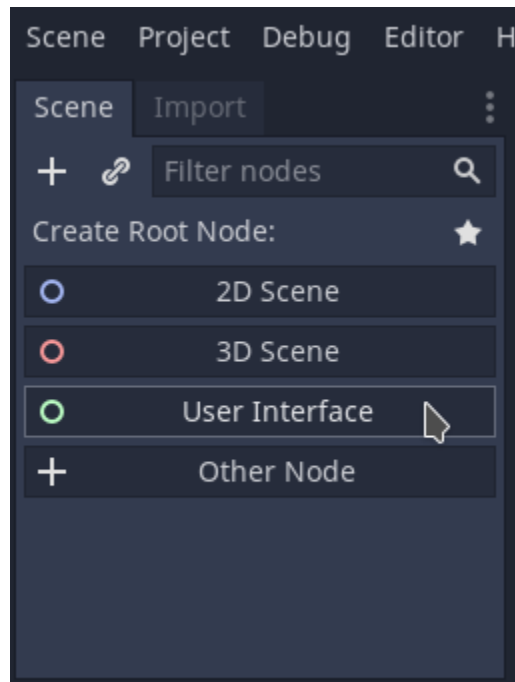 Scene Project Debug Editor H
Scene Import
Filter nodes
Create Root Node:
2D Scene
3D Scene
User Interface
Other Node